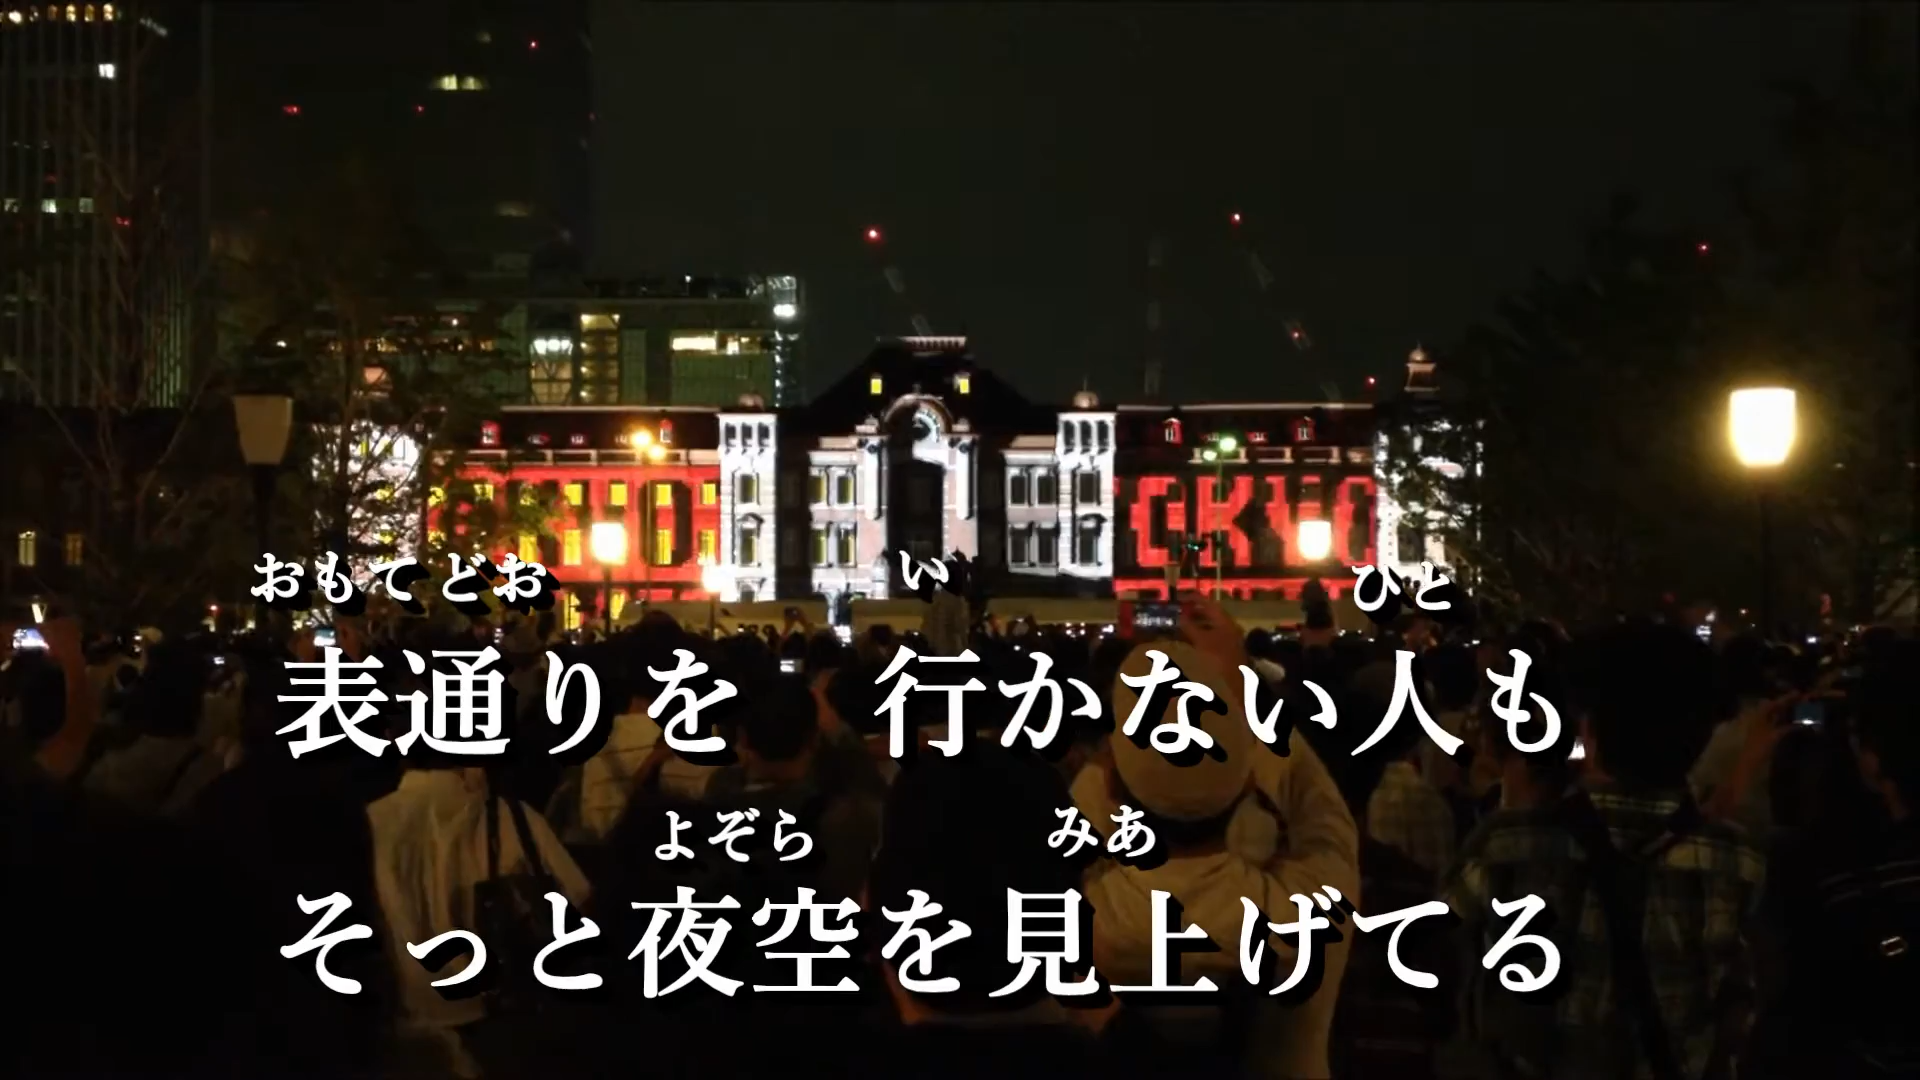 TOKYO
おもてどお い ひと
表通りを 行かない人も
よぞら みあ
そっと夜空を見上げてる